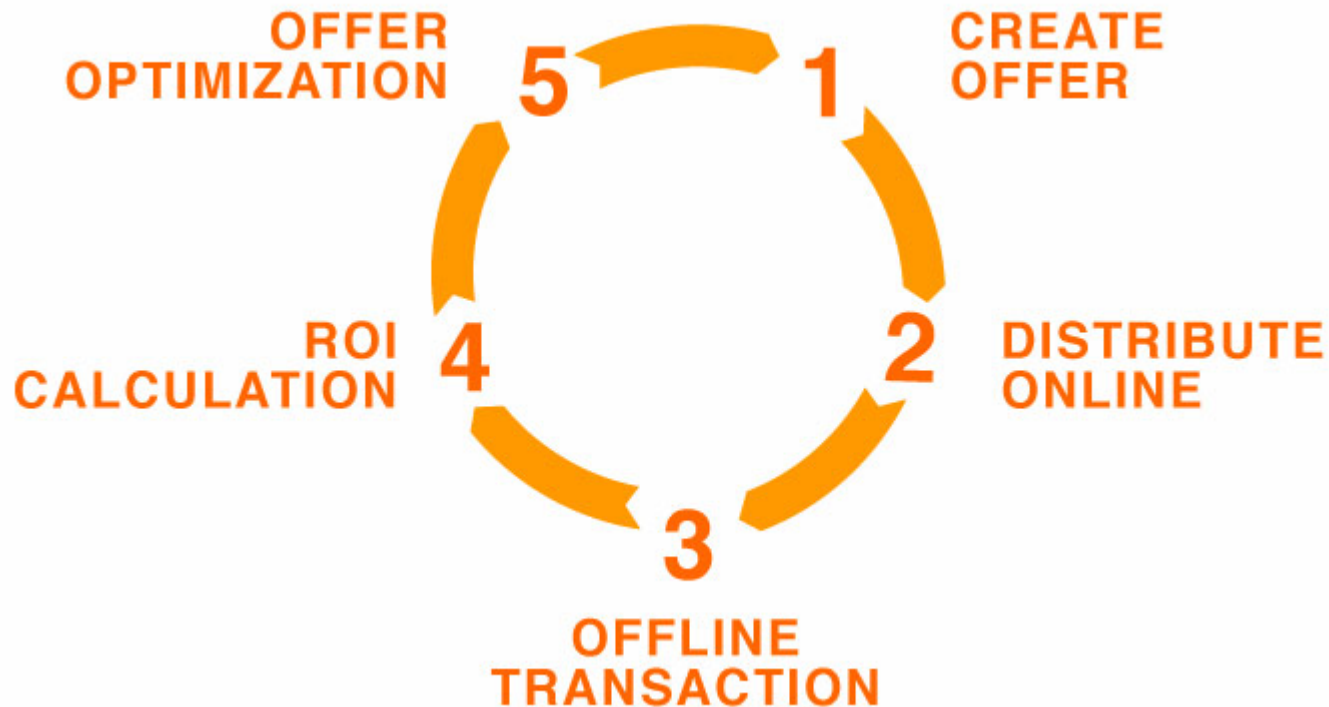 1
CREATE
OFFER
2
DISTRIBUTE
ONLINE
3
OFFLINE
TRANSACTION
4
ROI
CALCULATION
5
OFFER
OPTIMIZATION